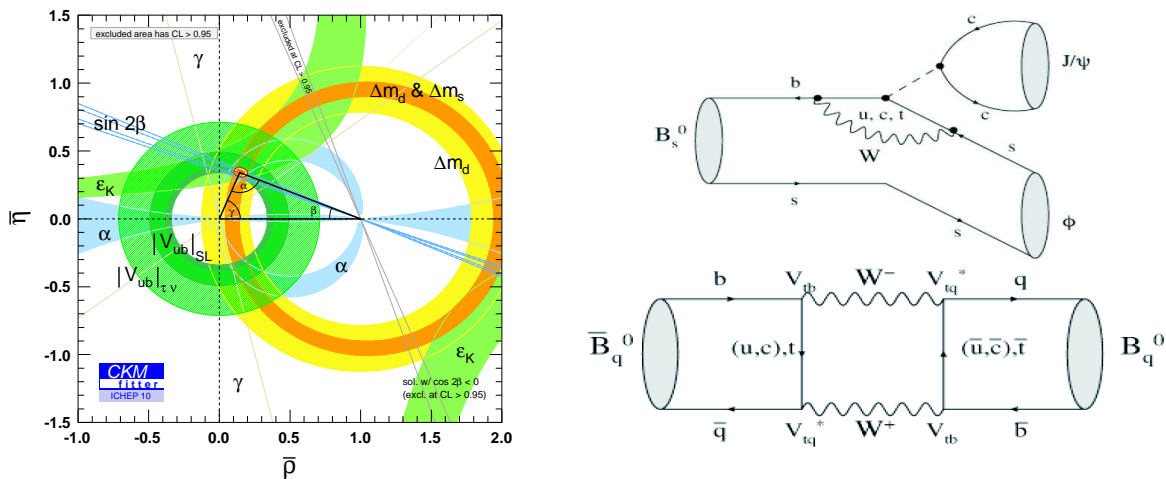 excluded area has CL > 0.95
excluded at CL > 0.95
γ
Δm_d & Δm_s
sin 2β
Δm_d
ε_K
α
α
β
γ
α
|V_ub|_SL
|V_ub|_τν
α
ε_K
γ
sol. w/ cos 2β < 0
(excl. at CL > 0.95)
CKM
fitter
ICHEP 10
1.5
1.0
0.5
0.0
-0.5
-1.0
-1.5
η̅
-1.0
-0.5
0.0
0.5
1.0
1.5
2.0
ρ̅
c
J/ψ
c
b
u, c, t
B_s^0
W
s
s
s
s
ϕ
b
V_tb
W⁻
V_tq*
q
B̅_q^0
(u,c),t
(u̅,c̅),t̅
B_q^0
q̅
V_tq*
W⁺
V_tb
b̅